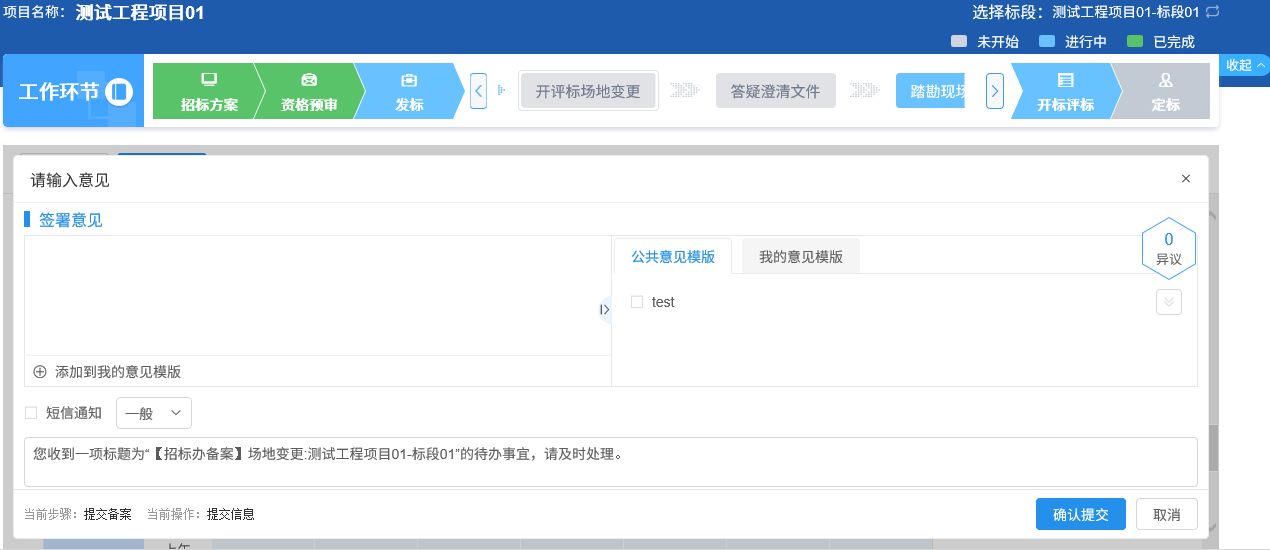 项目名称： 测试工程项目01
选择标段： 测试工程项目01-标段01
未开始 进行中 已完成
收起
工作环节
招标方案
资格预审
发标
开评标场地变更
答疑澄清文件
踏勘现场
开标评标
定标
请输入意见
签署意见
公共意见模版 我的意见模版
0
异议
test
添加到我的意见模版
短信通知 一般
您收到一项标题为“【招标办备案】场地变更:测试工程项目01-标段01”的待办事宜，请及时处理。
当前步骤： 提交备案 当前操作： 提交信息
确认提交 取消
上午